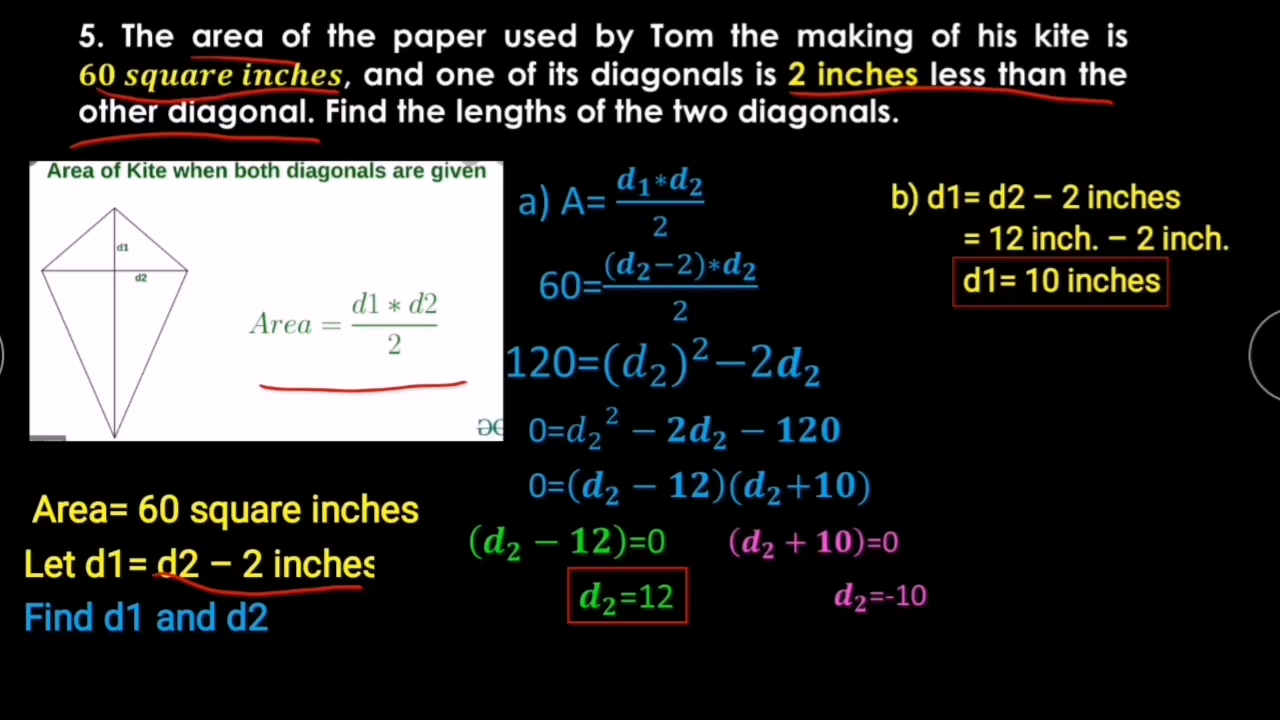 5. The area of the paper used by Tom the making of his kite is
60 square inches, and one of its diagonals is 2 inches less than the
other diagonal. Find the lengths of the two diagonals.
Area of Kite when both diagonals are given
d1
d2
Area = d1 * d2 / 2
Area= 60 square inches
Let d1= d2 – 2 inches
Find d1 and d2
a) A= d₁*d₂ / 2
60= (d₂−2)*d₂ / 2
120=(d₂)²−2d₂
0=d₂² − 2d₂ − 120
0=(d₂ − 12)(d₂+10)
(d₂ − 12)=0 (d₂ + 10)=0
d₂=12 d₂=-10
b) d1= d2 – 2 inches
= 12 inch. – 2 inch.
d1= 10 inches